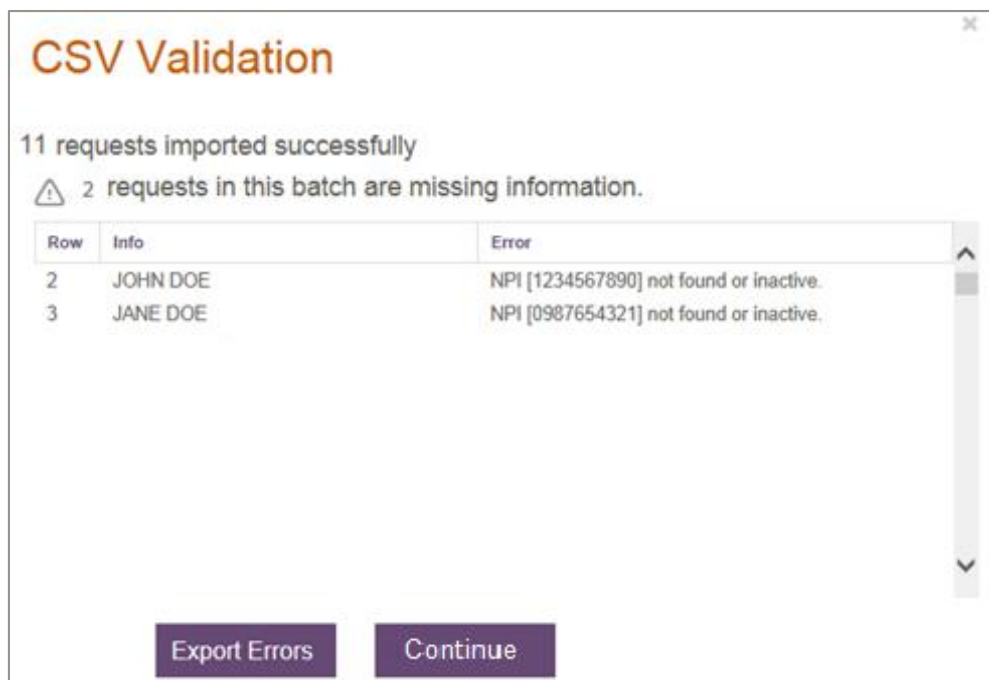 CSV Validation
11 requests imported successfully
2 requests in this batch are missing information.
Row Info Error
2 JOHN DOE NPI [1234567890] not found or inactive.
3 JANE DOE NPI [0987654321] not found or inactive.
Export Errors Continue